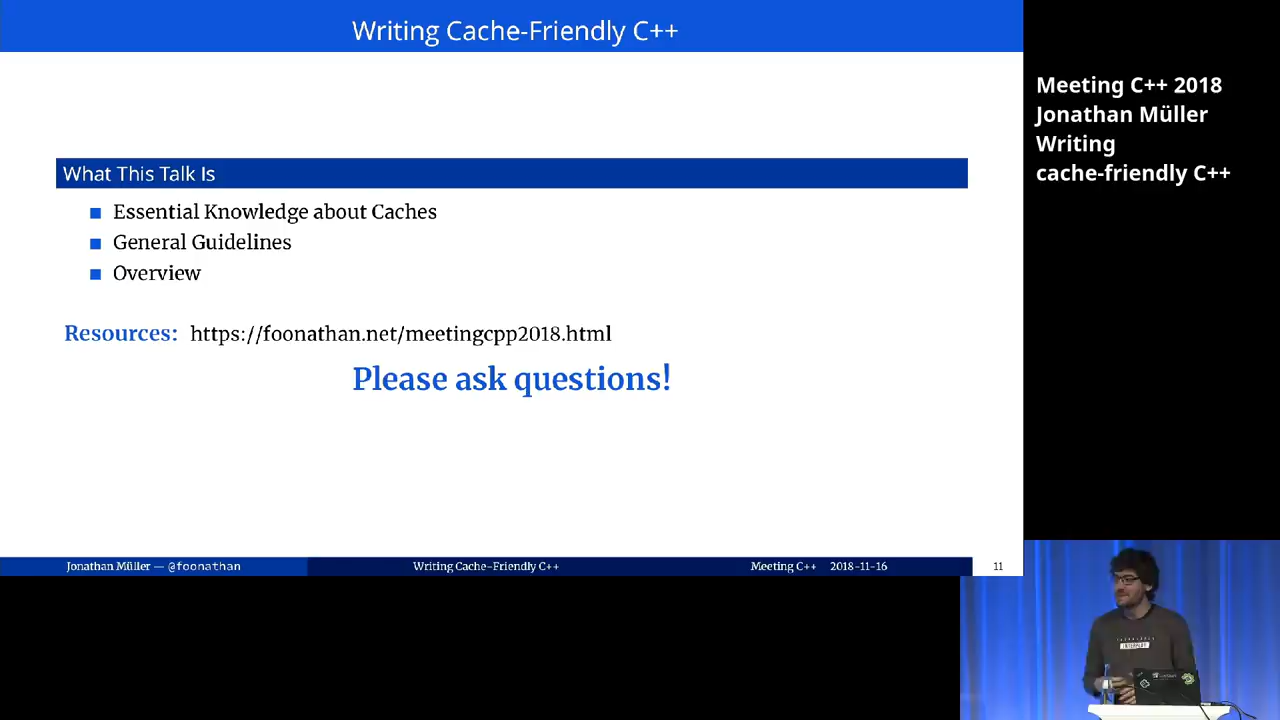 Writing Cache-Friendly C++
What This Talk Is
Essential Knowledge about Caches
General Guidelines
Overview
Resources: https://foonathan.net/meetingcpp2018.html
Please ask questions!
Jonathan Müller — @foonathan Writing Cache-Friendly C++ Meeting C++ 2018-11-16 11
Meeting C++ 2018
Jonathan Müller
Writing
cache-friendly C++